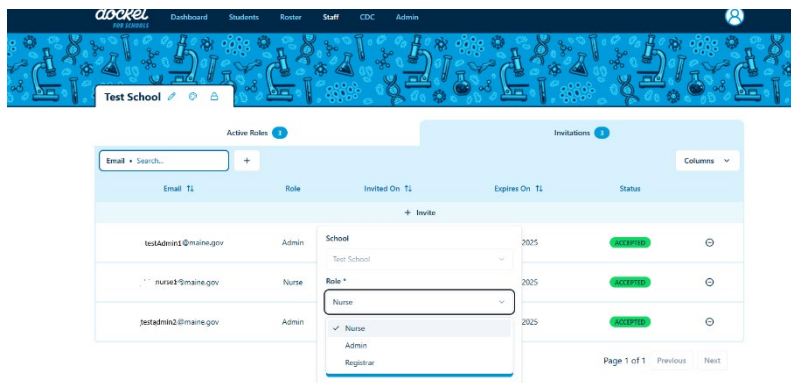 docket
FOR SCHOOLS
Dashboard Students Roster Staff CDC Admin
Test School
Active Roles 3 Invitations 3
Email • Search... + Columns
Email Role Invited On Expires On Status
+ Invite
testAdmin1@maine.gov Admin 2025 ACCEPTED
School
Test School
nurse1@maine.gov Nurse 2025 ACCEPTED
Role *
Nurse
testadmin2@maine.gov Admin 2025 ACCEPTED
Nurse
Admin
Registrar
Page 1 of 1 Previous Next